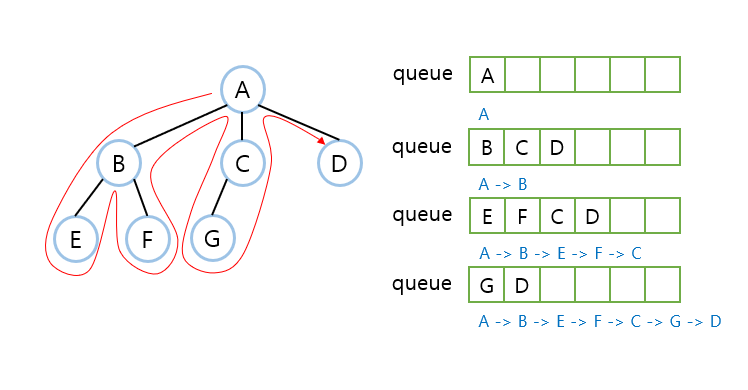 A
B
C
D
E
F
G
queue A
A
queue B C D
A -> B
queue E F C D
A -> B -> E -> F -> C
queue G D
A -> B -> E -> F -> C -> G -> D